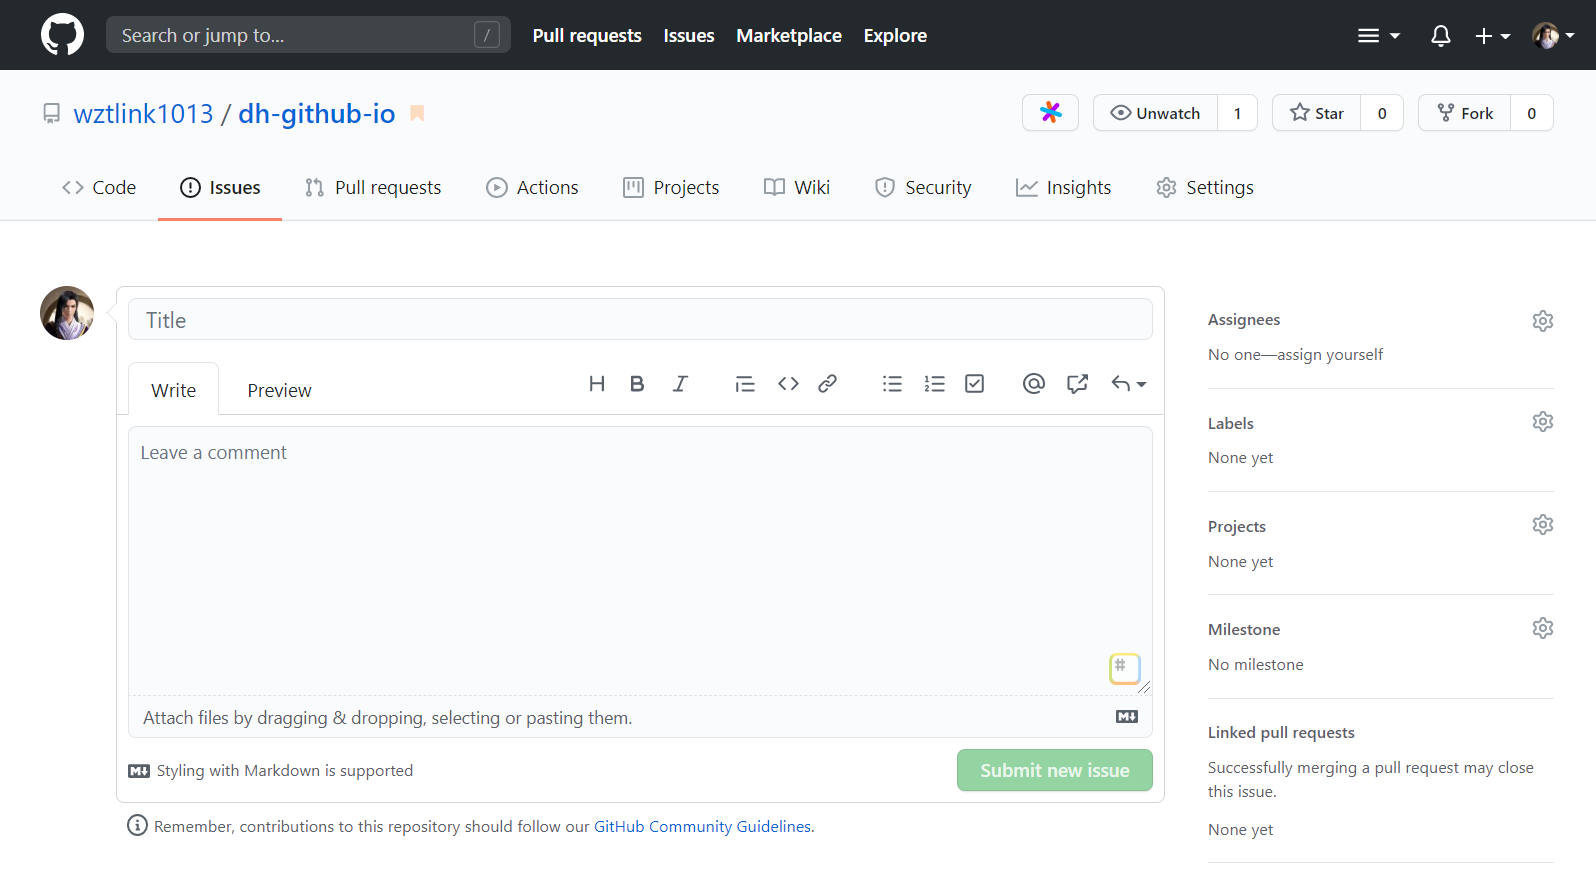 Search or jump to... /
Pull requests Issues Marketplace Explore
wztlink1013 / dh-github-io
Unwatch 1 Star 0 Fork 0
Code Issues Pull requests Actions Projects Wiki Security Insights Settings
Title
Write Preview
Leave a comment
#
Attach files by dragging & dropping, selecting or pasting them.
Styling with Markdown is supported
Submit new issue
Remember, contributions to this repository should follow our GitHub Community Guidelines.
Assignees
No one—assign yourself
Labels
None yet
Projects
None yet
Milestone
No milestone
Linked pull requests
Successfully merging a pull request may close
this issue.
None yet